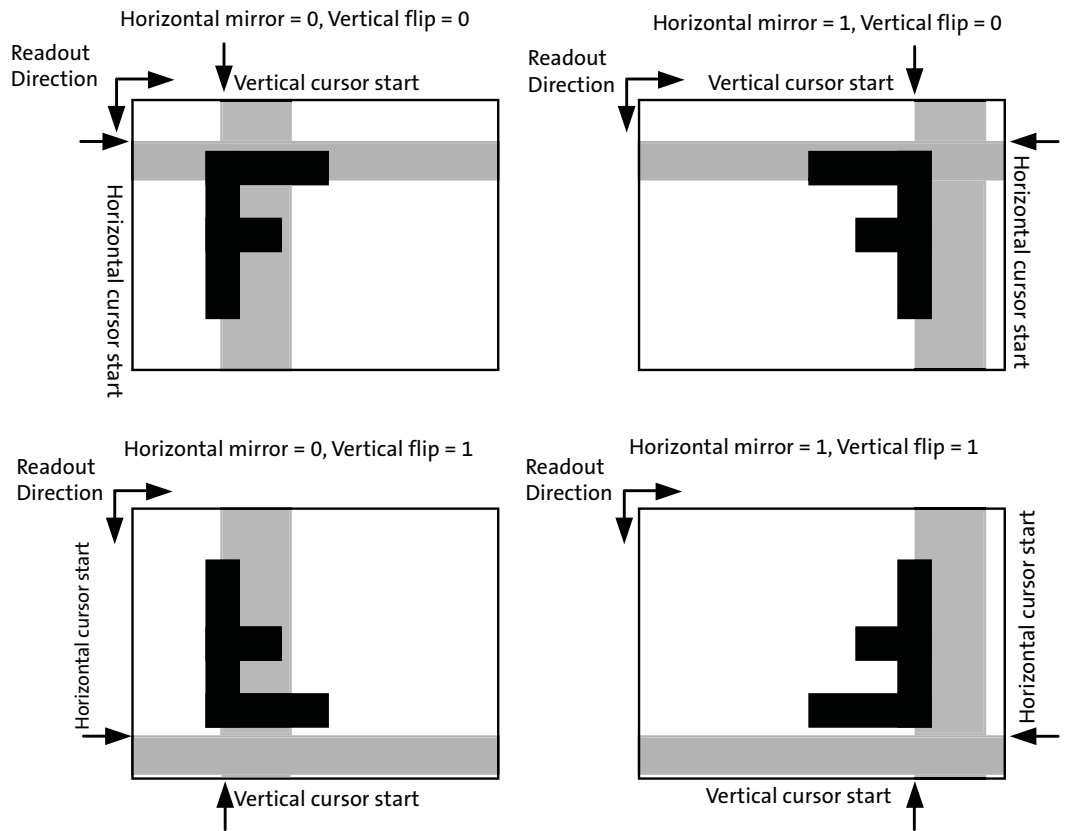 Horizontal mirror = 0, Vertical flip = 0
Readout
Direction
Vertical cursor start
Horizontal cursor start
Horizontal mirror = 1, Vertical flip = 0
Readout
Direction
Vertical cursor start
Horizontal cursor start
Horizontal mirror = 0, Vertical flip = 1
Readout
Direction
Horizontal cursor start
Vertical cursor start
Horizontal mirror = 1, Vertical flip = 1
Readout
Direction
Horizontal cursor start
Vertical cursor start